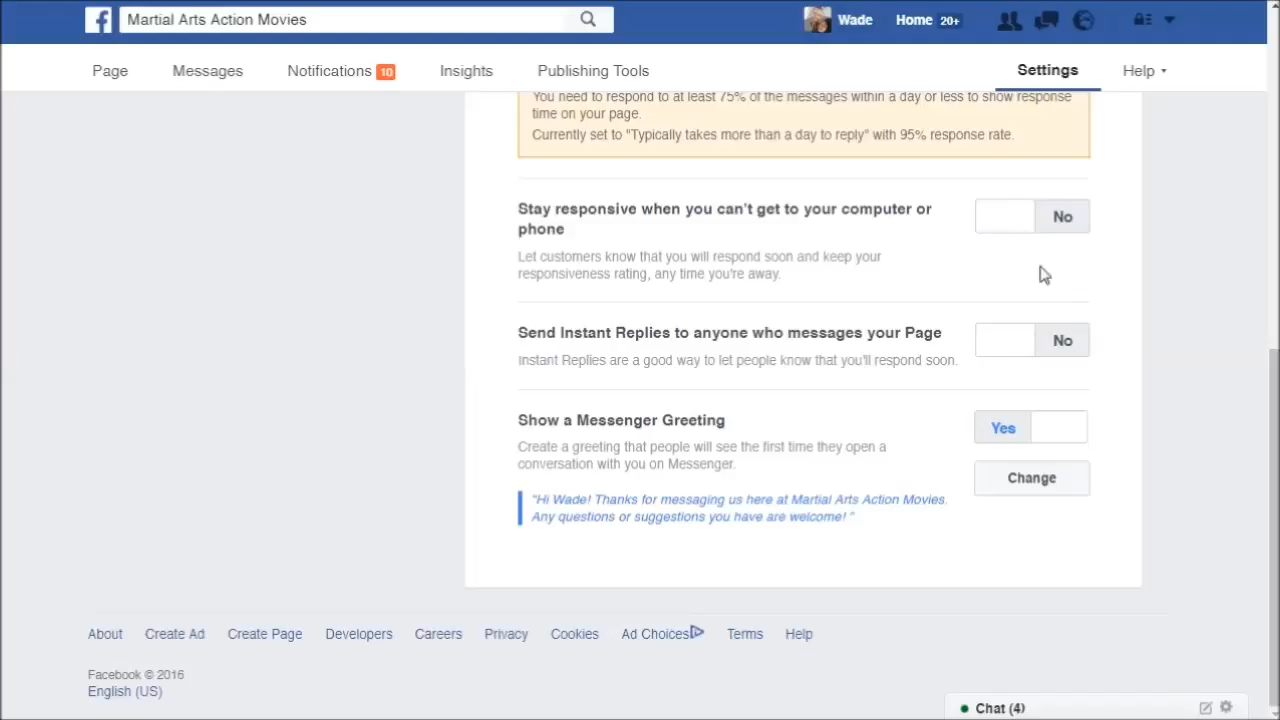 Martial Arts Action Movies
Wade
Home 20+
Page
Messages
Notifications 10
Insights
Publishing Tools
Settings
Help
You need to respond to at least 75% of the messages within a day or less to show response
time on your page.
Currently set to "Typically takes more than a day to reply" with 95% response rate.
Stay responsive when you can't get to your computer or
phone
No
Let customers know that you will respond soon and keep your
responsiveness rating, any time you're away.
Send Instant Replies to anyone who messages your Page
No
Instant Replies are a good way to let people know that you'll respond soon.
Show a Messenger Greeting
Yes
Create a greeting that people will see the first time they open a
conversation with you on Messenger.
Change
"Hi Wade! Thanks for messaging us here at Martial Arts Action Movies.
Any questions or suggestions you have are welcome! "
About
Create Ad
Create Page
Developers
Careers
Privacy
Cookies
Ad Choices
Terms
Help
Facebook © 2016
English (US)
Chat (4)